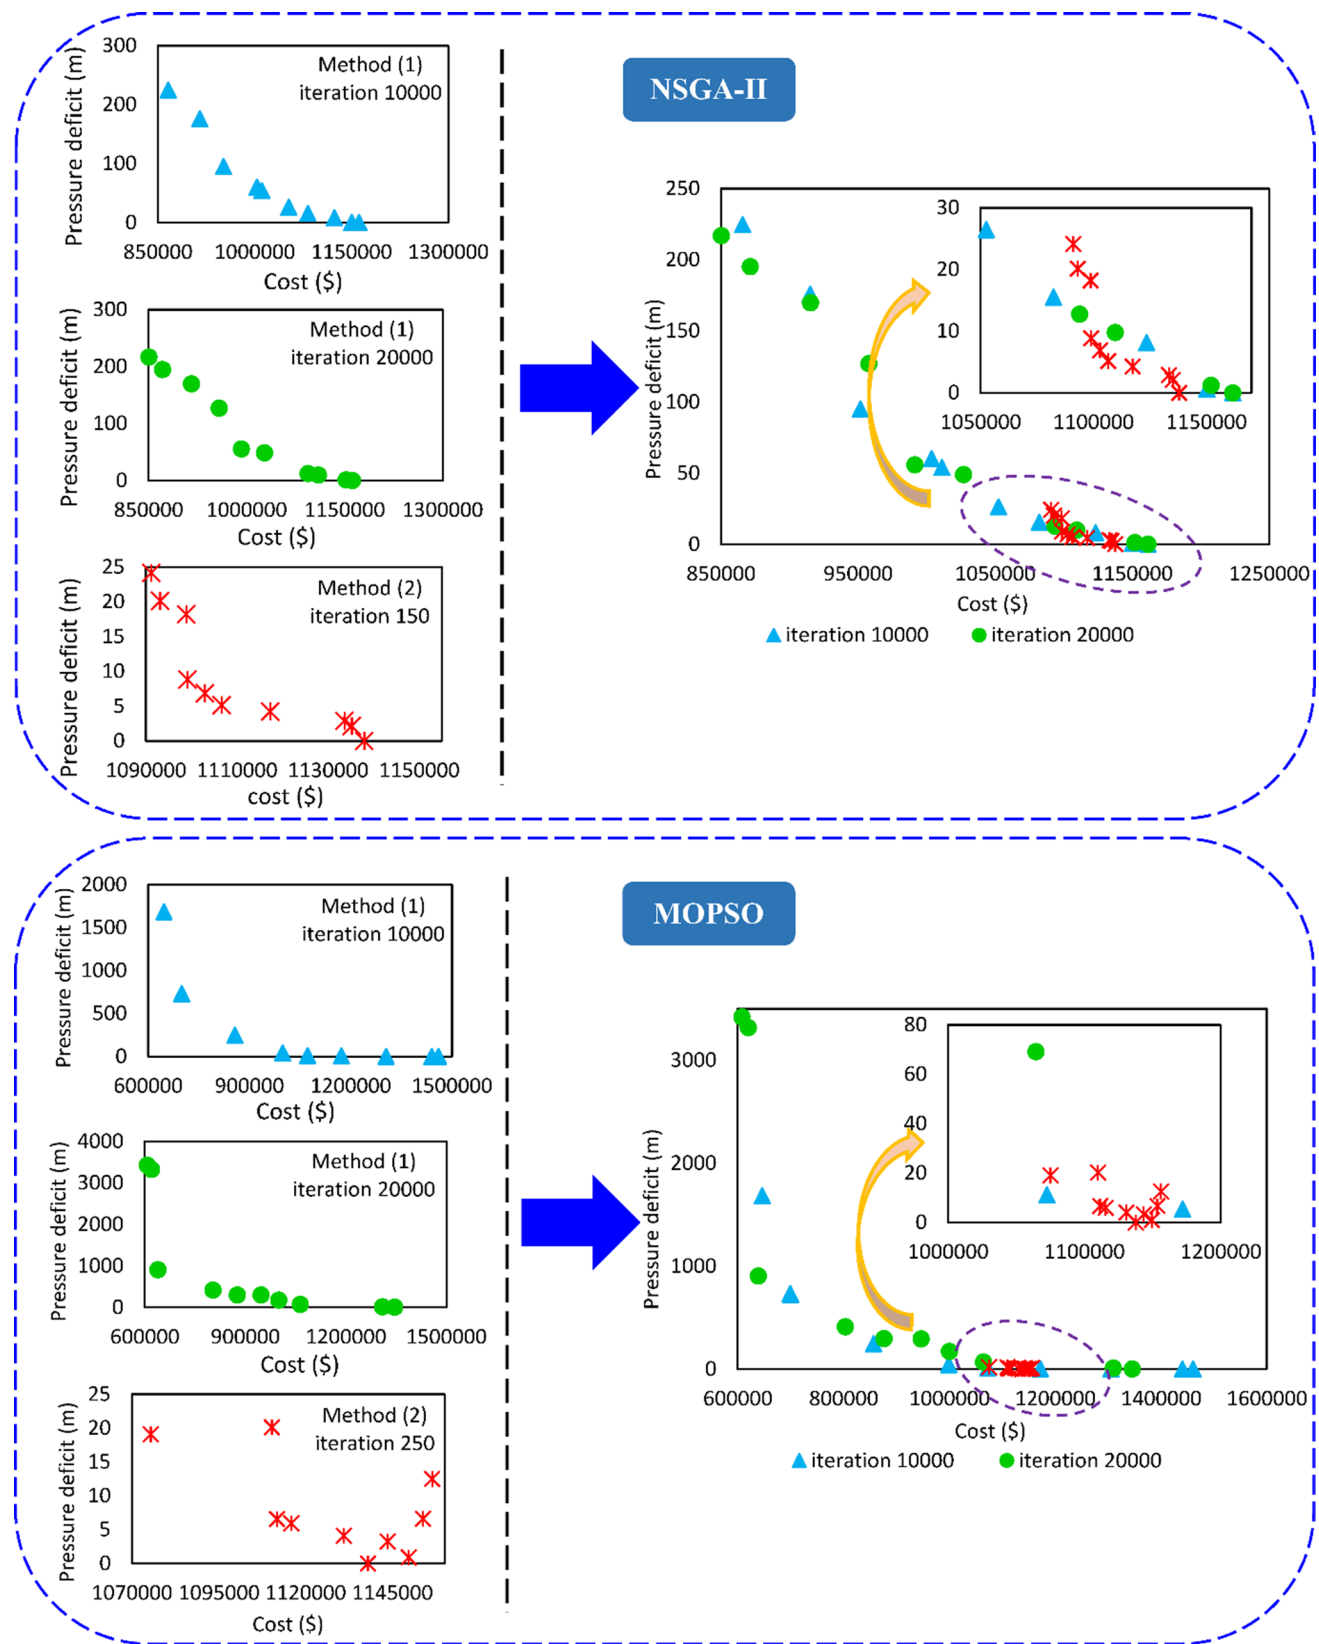 300
200
100
0
Pressure deficit (m)
Method (1)
iteration 10000
850000 1000000 1150000 1300000
Cost ($)
300
200
100
0
Pressure deficit (m)
Method (1)
iteration 20000
850000 1000000 1150000 1300000
Cost ($)
25
20
15
10
5
0
Pressure deficit (m)
Method (2)
iteration 150
1090000 1110000 1130000 1150000
cost ($)
NSGA-II
250
200
150
100
50
0
Pressure deficit (m)
30
20
10
0
1050000 1100000 1150000
850000 950000 1050000 1150000 1250000
Cost ($)
iteration 10000 iteration 20000
2000
1500
1000
500
0
Pressure deficit (m)
Method (1)
iteration 10000
600000 900000 1200000 1500000
Cost ($)
4000
3000
2000
1000
0
Pressure deficit (m)
Method (1)
iteration 20000
600000 900000 1200000 1500000
Cost ($)
25
20
15
10
5
0
Pressure deficit (m)
Method (2)
iteration 250
1070000 1095000 1120000 1145000
Cost ($)
MOPSO
3000
2000
1000
0
Pressure deficit (m)
80
60
40
20
0
1000000 1100000 1200000
600000 800000 1000000 1200000 1400000 1600000
Cost ($)
iteration 10000 iteration 20000